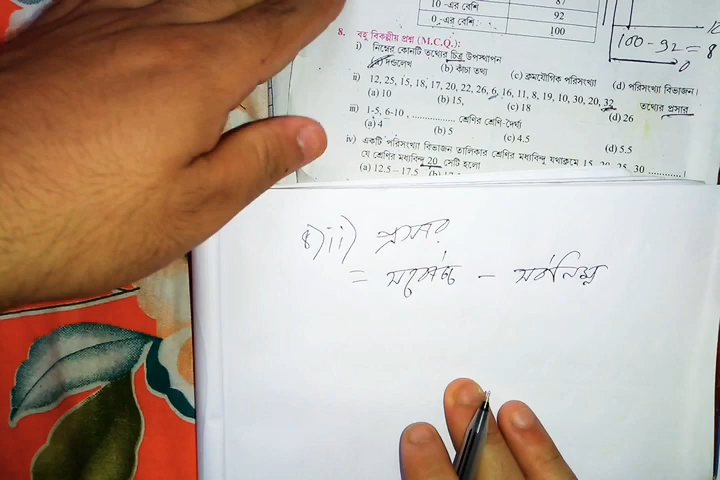 10 -এর বেশি 87
0 -এর বেশি 92
100
100 - 92 = 8
0
8. বহু বিকল্পীয় প্রশ্ন (M.C.Q.):
i) নিম্নের কোনটি তথ্যের চিত্র উপস্থাপন
(a) দণ্ডলেখ (b) কাঁচা তথ্য (c) ক্রমযৌগিক পরিসংখ্যা (d) পরিসংখ্যা বিভাজন।
ii) 12, 25, 15, 18, 17, 20, 22, 26, 6, 16, 11, 8, 19, 10, 30, 20, 32 তথ্যের প্রসার
(a) 10 (b) 15, (c) 18 (d) 26
iii) 1-5, 6-10, .............. শ্রেণির শ্রেণি-দৈর্ঘ্য
(a) 4 (b) 5 (c) 4.5 (d) 5.5
iv) একটি পরিসংখ্যা বিভাজন তালিকার শ্রেণির মধ্যবিন্দু যথাক্রমে 15, 20, 25, 30 ..........।
যে শ্রেণির মধ্যবিন্দু 20 সেটি হলো
(a) 12.5 – 17.5 (b)
8) ii) প্রসার
= সর্বোচ্চ - সর্বনিম্ন